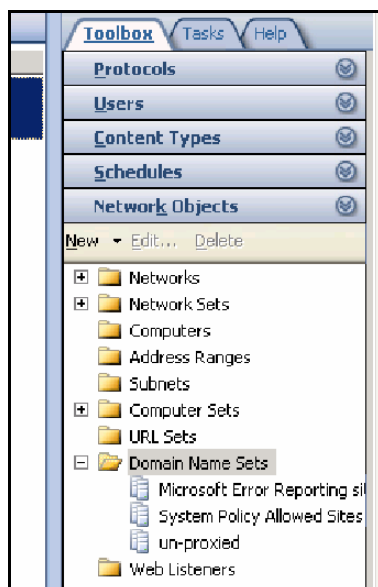 Toolbox Tasks Help
Protocols
Users
Content Types
Schedules
Network Objects
New Edit... Delete
Networks
Network Sets
Computers
Address Ranges
Subnets
Computer Sets
URL Sets
Domain Name Sets
Microsoft Error Reporting
System Policy Allowed Sites
un-proxied
Web Listeners